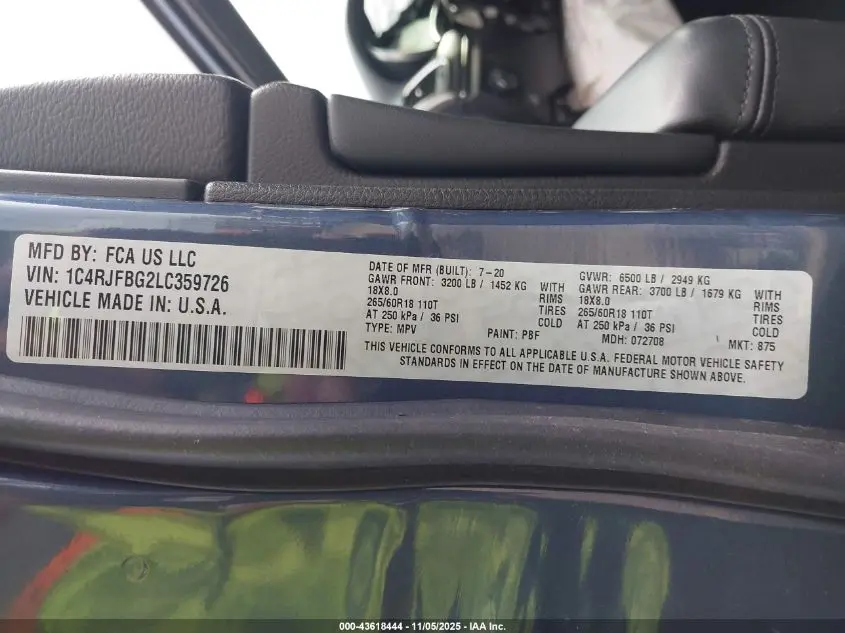 MFD BY: FCA US LLC
VIN: 1C4RJFBG2LC359726
VEHICLE MADE IN: U.S.A.
DATE OF MFR (BUILT): 7-20
GAWR FRONT: 3200 LB / 1452 KG WITH
18X8.0 RIMS
265/60R18 110T TIRES
AT 250 kPa / 36 PSI COLD
TYPE: MPV PAINT: PBF
GVWR: 6500 LB / 2949 KG
GAWR REAR: 3700 LB / 1679 KG WITH
18X8.0 RIMS
265/60R18 110T TIRES
AT 250 kPa / 36 PSI COLD
MDH: 072708 MKT: 875
THIS VEHICLE CONFORMS TO ALL APPLICABLE U.S.A. FEDERAL MOTOR VEHICLE SAFETY
STANDARDS IN EFFECT ON THE DATE OF MANUFACTURE SHOWN ABOVE.
000-43618444 - 11/05/2025 - IAA Inc.